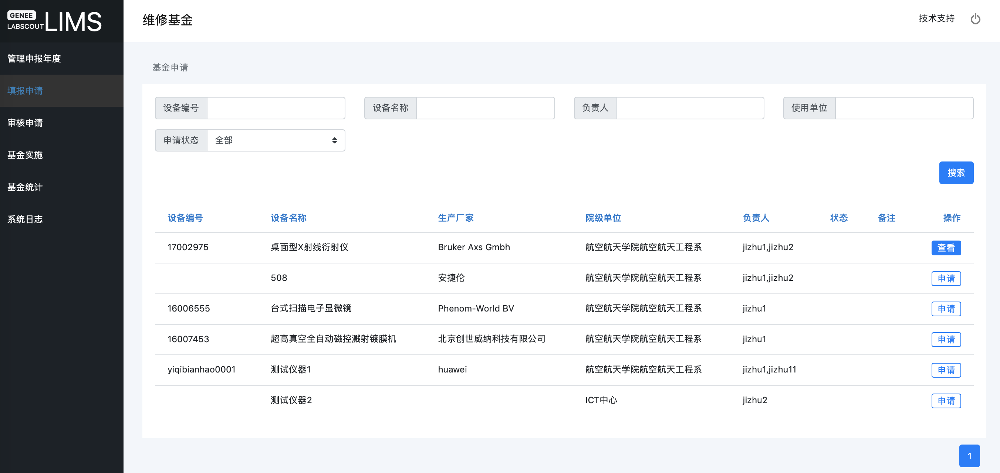 GENEE
LABSCOUT LIMS
维修基金
技术支持
管理申报年度
填报申请
审核申请
基金实施
基金统计
系统日志
基金申请
设备编号
设备名称
负责人
使用单位
申请状态 全部
搜索
设备编号 设备名称 生产厂家 院级单位 负责人 状态 备注 操作
17002975 桌面型X射线衍射仪 Bruker Axs Gmbh 航空航天学院航空航天工程系 jizhu1,jizhu2 查看
508 安捷伦 航空航天学院航空航天工程系 jizhu1,jizhu2 申请
16006555 台式扫描电子显微镜 Phenom-World BV 航空航天学院航空航天工程系 jizhu1 申请
16007453 超高真空全自动磁控溅射镀膜机 北京创世威纳科技有限公司 航空航天学院航空航天工程系 jizhu1 申请
yiqibianhao0001 测试仪器1 huawei 航空航天学院航空航天工程系 jizhu1,jizhu11 申请
测试仪器2 ICT中心 jizhu2 申请
1